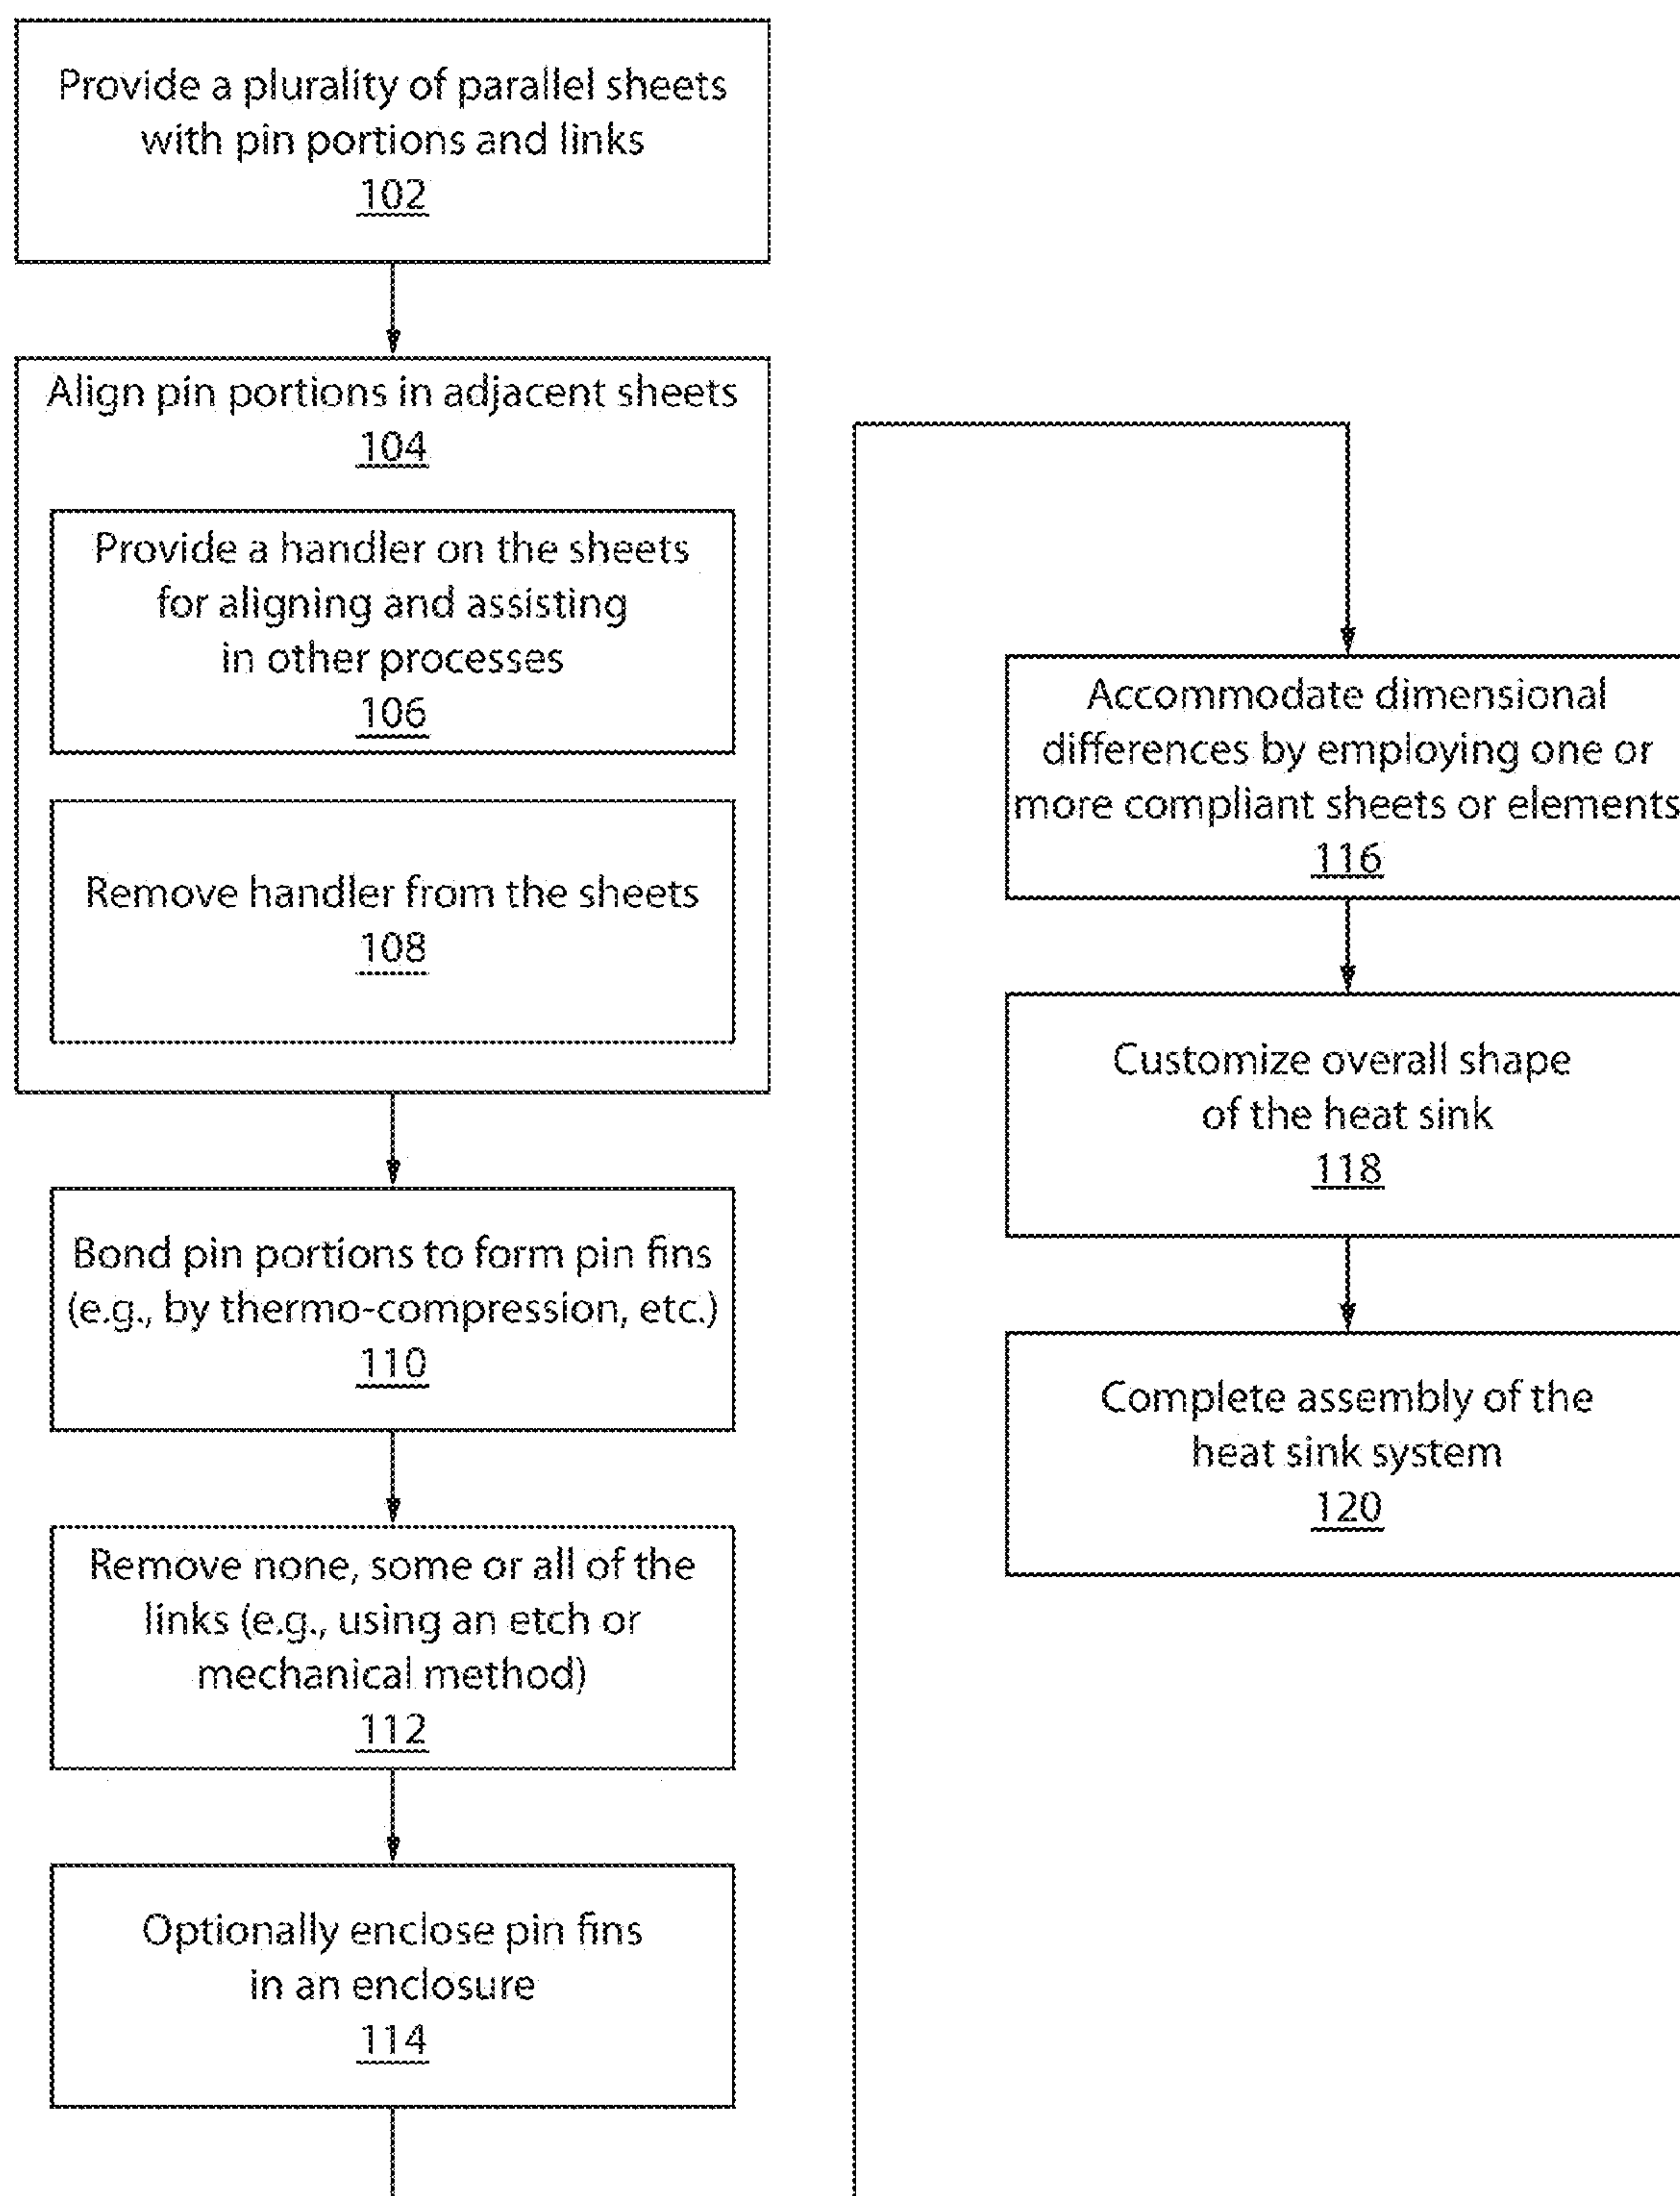 Provide a plurality of parallel sheets
with pin portions and links
102
Align pin portions in adjacent sheets
104
Provide a handler on the sheets
for aligning and assisting
in other processes
106
Remove handler from the sheets
108
Bond pin portions to form pin fins
(e.g., by thermo-compression, etc.)
110
Remove none, some or all of the
links (e.g., using an etch or
mechanical method)
112
Optionally enclose pin fins
in an enclosure
114
Accommodate dimensional
differences by employing one or
more compliant sheets or elements
116
Customize overall shape
of the heat sink
118
Complete assembly of the
heat sink system
120